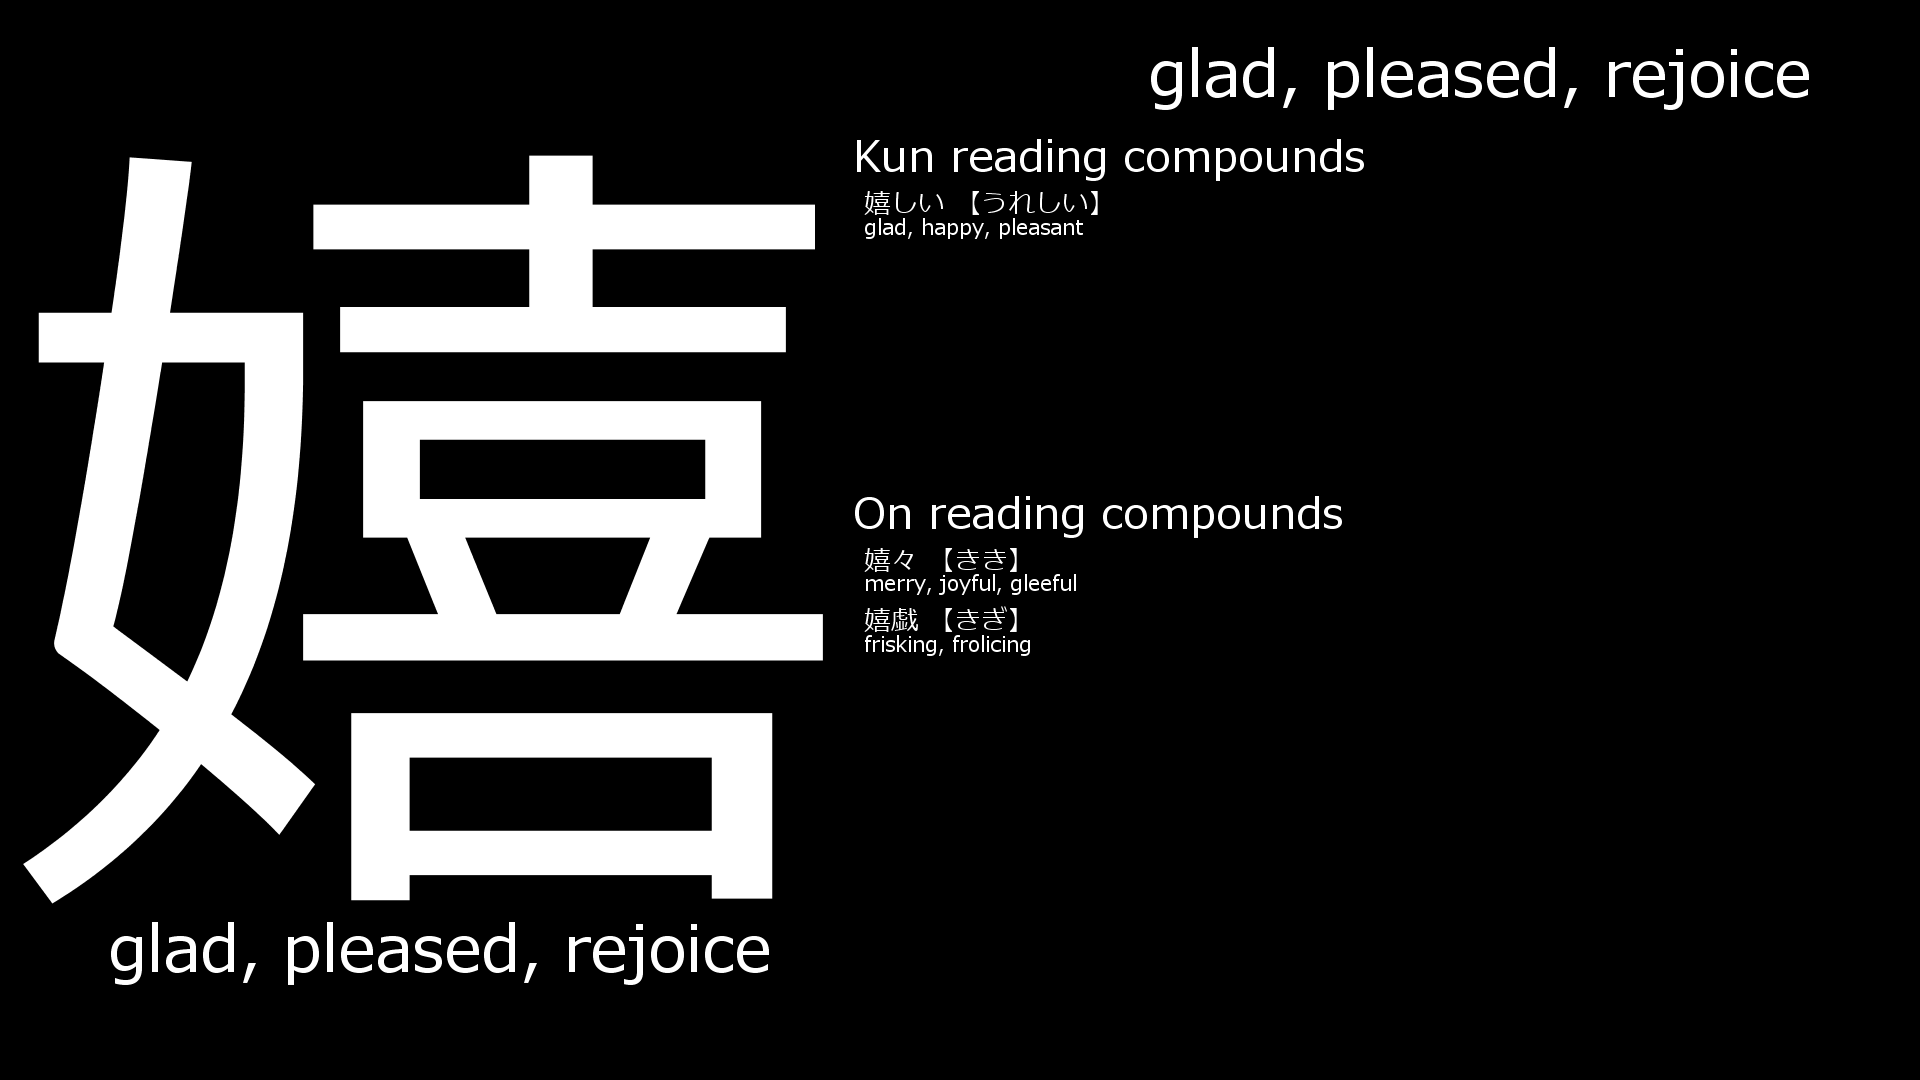 嬉
glad, pleased, rejoice
glad, pleased, rejoice
Kun reading compounds
嬉しい 【うれしい】
glad, happy, pleasant
On reading compounds
嬉々 【きき】
merry, joyful, gleeful
嬉戯 【きぎ】
frisking, frolicing